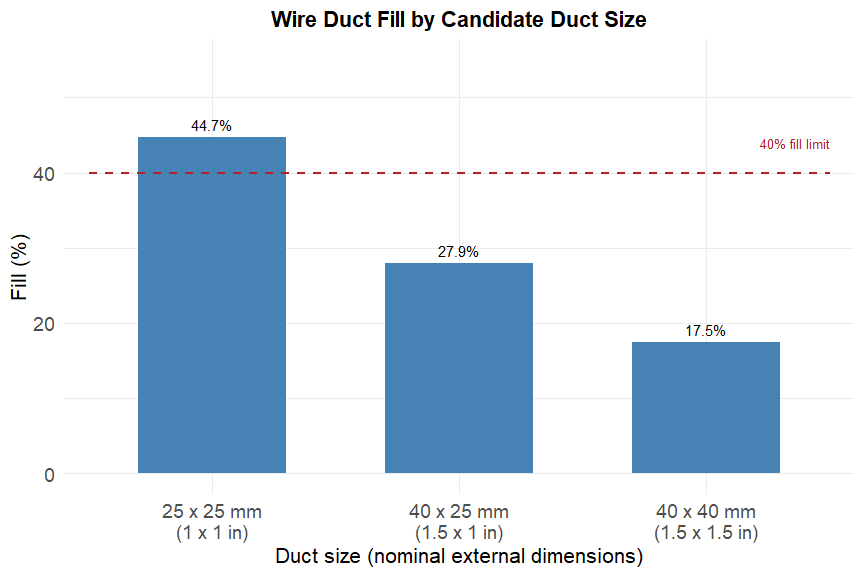 Wire Duct Fill by Candidate Duct Size
44.7%
40% fill limit
40
27.9%
Fill (%)
20
17.5%
0
25 x 25 mm
(1 x 1 in)
40 x 25 mm
(1.5 x 1 in)
40 x 40 mm
(1.5 x 1.5 in)
Duct size (nominal external dimensions)